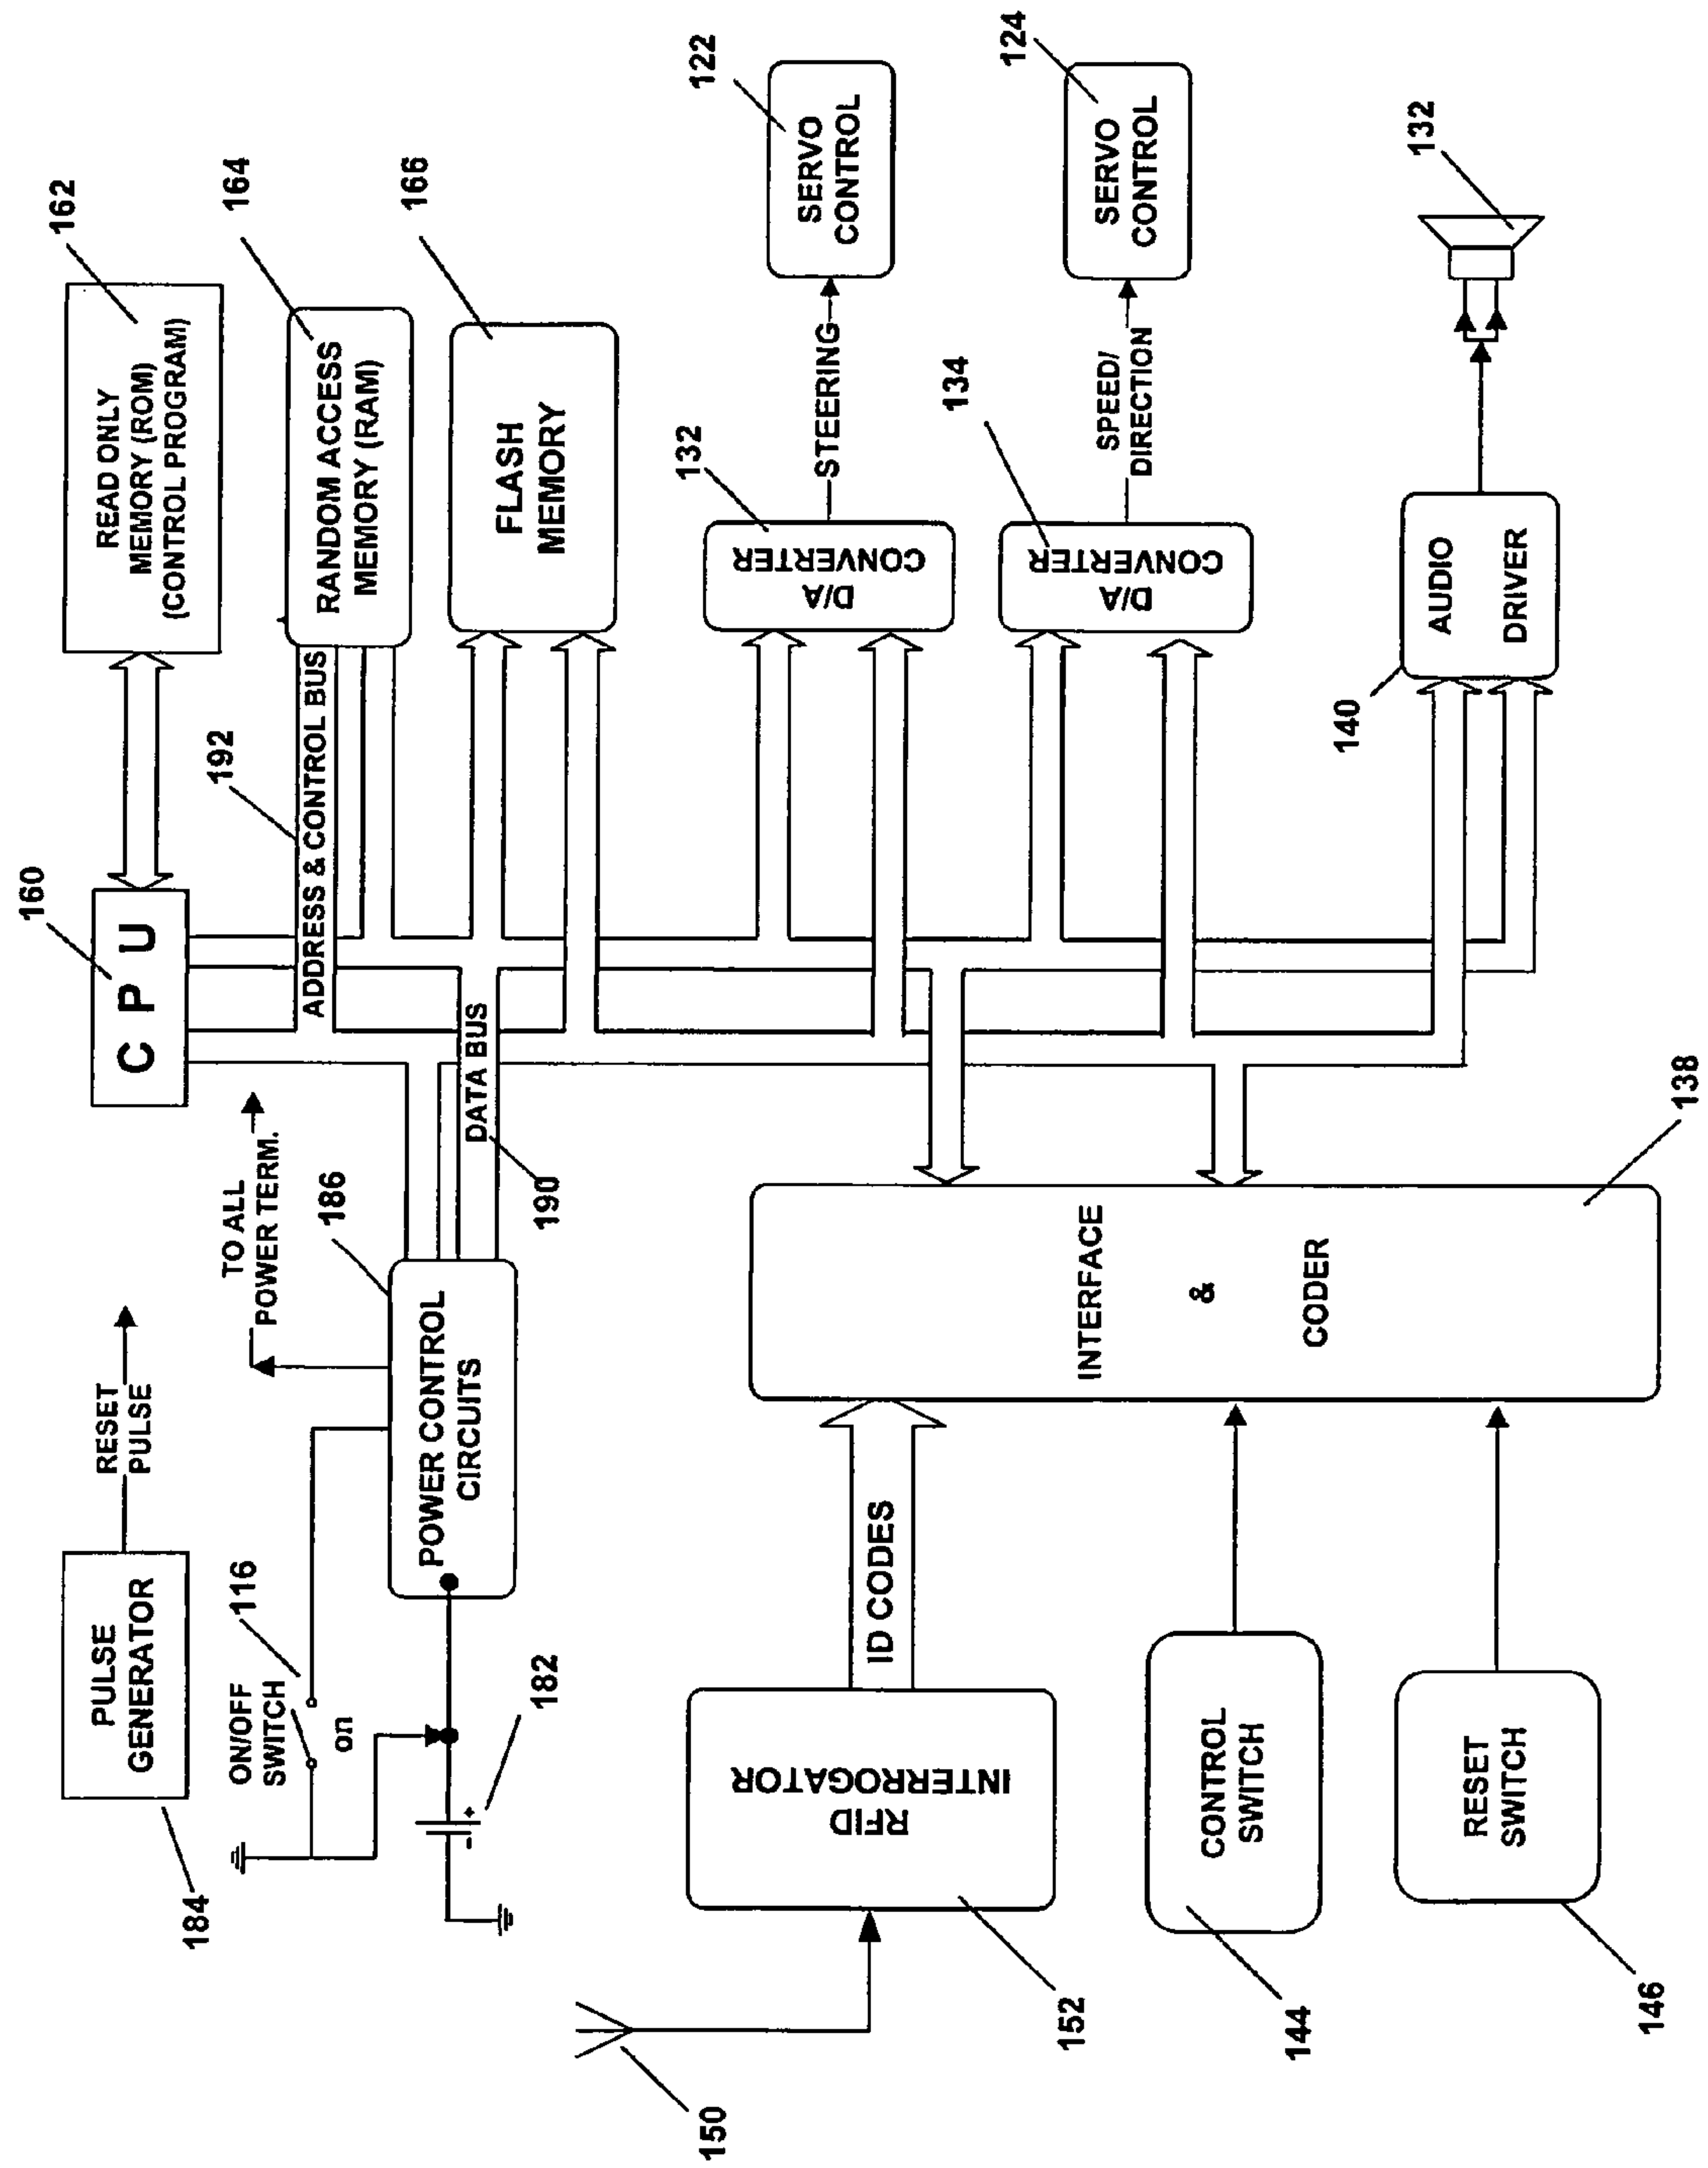 184
PULSE
GENERATOR
RESET
PULSE
160
C P U
162
READ ONLY
MEMORY (ROM)
(CONTROL PROGRAM)
ON/OFF
SWITCH
116
on
TO ALL
POWER TERM.
192
ADDRESS & CONTROL BUS
164
RANDOM ACCESS
MEMORY (RAM)
182
+
-
186
POWER CONTROL
CIRCUITS
190
DATA BUS
166
FLASH
MEMORY
150
152
RFID
INTERROGATOR
ID CODES
132
D/A
CONVERTER
STEERING
122
SERVO
CONTROL
134
D/A
CONVERTER
SPEED/
DIRECTION
124
SERVO
CONTROL
144
CONTROL
SWITCH
INTERFACE
&
CODER
138
146
RESET
SWITCH
140
AUDIO
DRIVER
132